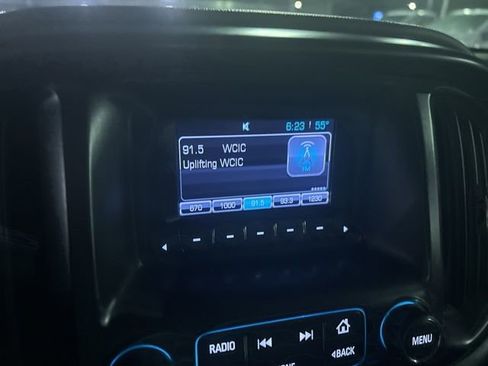 6:23 | 55°
91.5 WCIC
Uplifting WCIC
FM
670 1000 91.5 93.3 1230
RADIO
MENU
BACK